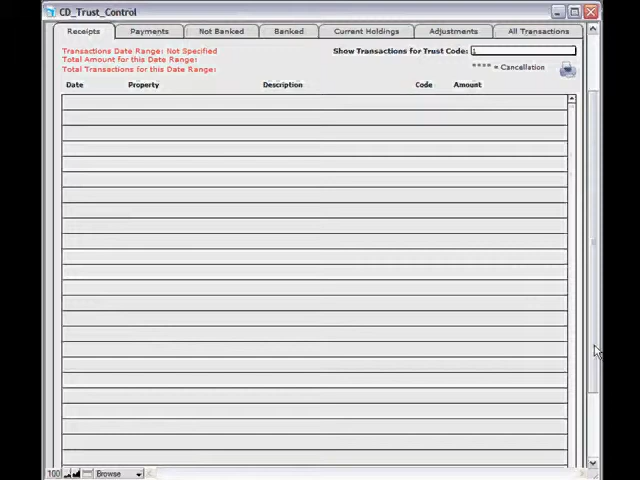 CD_Trust_Control
Receipts Payments Not Banked Banked Current Holdings Adjustments All Transactions
Transactions Date Range: Not Specified
Show Transactions for Trust Code:
Total Amount for this Date Range:
**** = Cancellation
Total Transactions for this Date Range:
Date Property Description Code Amount
100 Browse